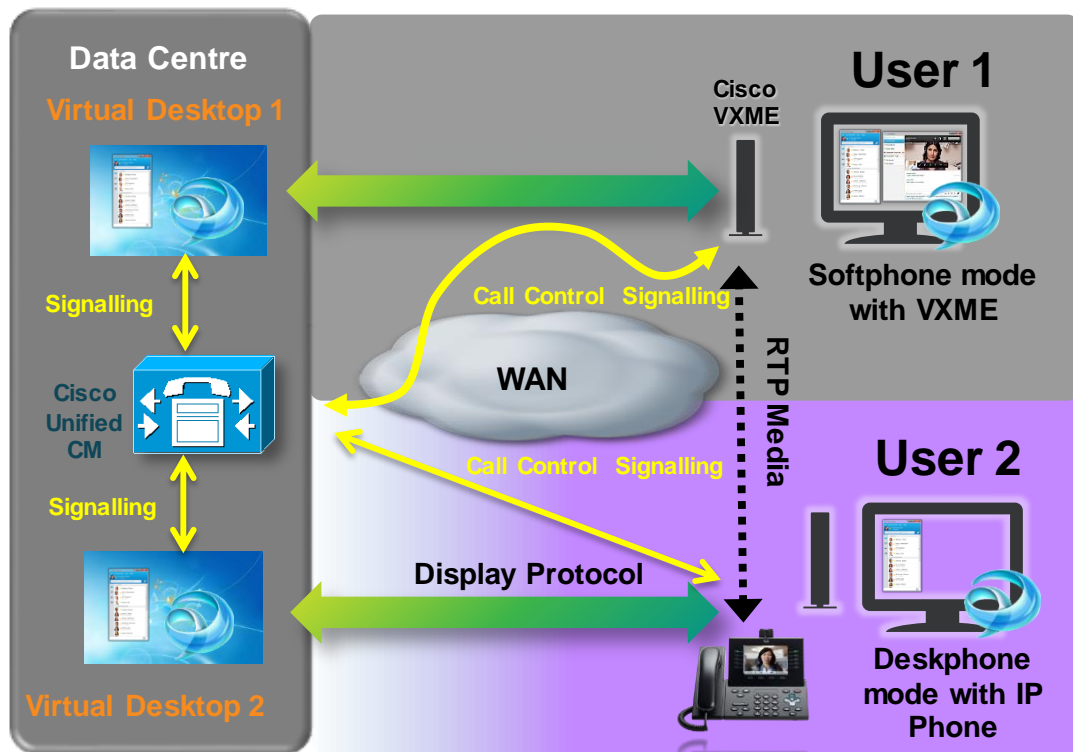 Data Centre
Virtual Desktop 1
Signalling
Cisco
Unified
CM
Signalling
Virtual Desktop 2
Cisco
VXME
User 1
Softphone mode
with VXME
Call Control Signalling
WAN
RTP Media
Call Control Signalling
Display Protocol
User 2
Deskphone
mode with IP
Phone